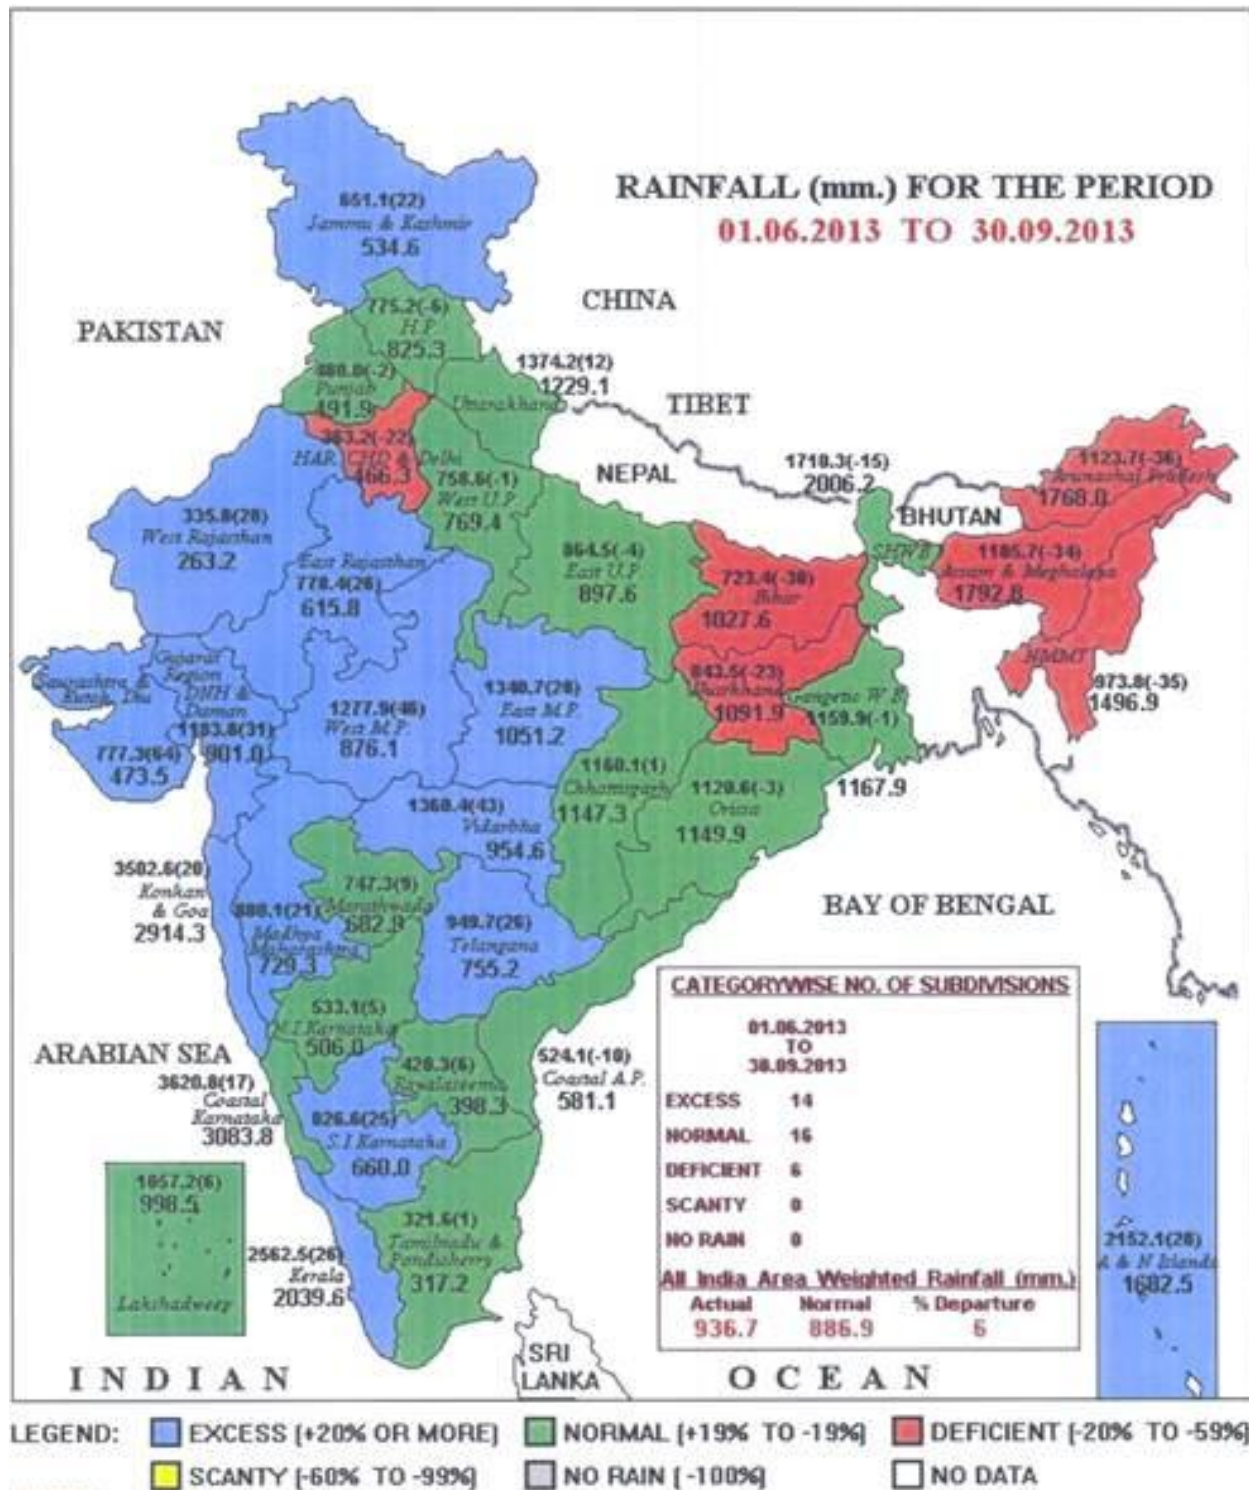 RAINFALL (mm.) FOR THE PERIOD
01.06.2013 TO 30.09.2013
651.1(22)
Jammu & Kashmir
534.6
CHINA
PAKISTAN
775.2(-6)
H.P.
825.3
1374.2(12)
1229.1
Uttarakhand
Punjab
491.9
TIBET
NEPAL
363.2(-22)
HAR. CHD & Delhi
466.3
758.6(-1)
West U.P.
769.4
1710.3(-15)
2006.2
BHUTAN
SHWB
1123.7(-36)
Arunachal Pradesh
1768.0
1185.7(-34)
Assam & Meghalaya
1792.8
NMMT
973.8(-35)
1496.9
335.8(28)
West Rajasthan
263.2
East Rajasthan
778.4(26)
615.8
864.5(-4)
East U.P.
897.6
723.4(-30)
Bihar
1027.6
843.5(-23)
Jharkhand
1091.9
Gangetic W.B.
1159.9(-1)
1167.9
Saurashtra &
Kutch, Diu
777.3(64)
473.5
Gujarat
Region
DNH &
Daman
1183.8(31)
901.0
1277.9(46)
West M.P.
876.1
1340.7(28)
East M.P.
1051.2
1160.1(1)
Chhattisgarh
1147.3
1120.6(-3)
Orissa
1149.9
1360.4(43)
Vidarbha
954.6
3502.6(20)
Konkan
& Goa
2914.3
880.1(21)
Madhya
Maharashtra
729.3
747.3(9)
Marathwada
682.9
949.7(26)
Telangana
755.2
BAY OF BENGAL
533.1(5)
N.I.Karnataka
506.0
420.3(6)
Rayalaseema
398.3
524.1(-10)
Coastal A.P.
581.1
ARABIAN SEA
3620.8(17)
Coastal
Karnataka
3083.8
826.6(25)
S.I.Karnataka
660.0
1057.2(6)
998.5
Lakshadweep
2562.5(26)
Kerala
2039.6
321.6(1)
Tamilnadu &
Pondicherry
317.2
CATEGORYWISE NO. OF SUBDIVISIONS
01.06.2013
TO
30.09.2013
EXCESS 14
NORMAL 16
DEFICIENT 6
SCANTY 0
NO RAIN 0
All India Area Weighted Rainfall (mm.)
Actual Normal % Departure
936.7 886.9 6
2152.1(28)
A & N Islands
1682.5
SRI
LANKA
INDIAN OCEAN
LEGEND: EXCESS [+20% OR MORE] NORMAL [+19% TO -19%] DEFICIENT [-20% TO -59%]
SCANTY [-60% TO -99%] NO RAIN [-100%] NO DATA